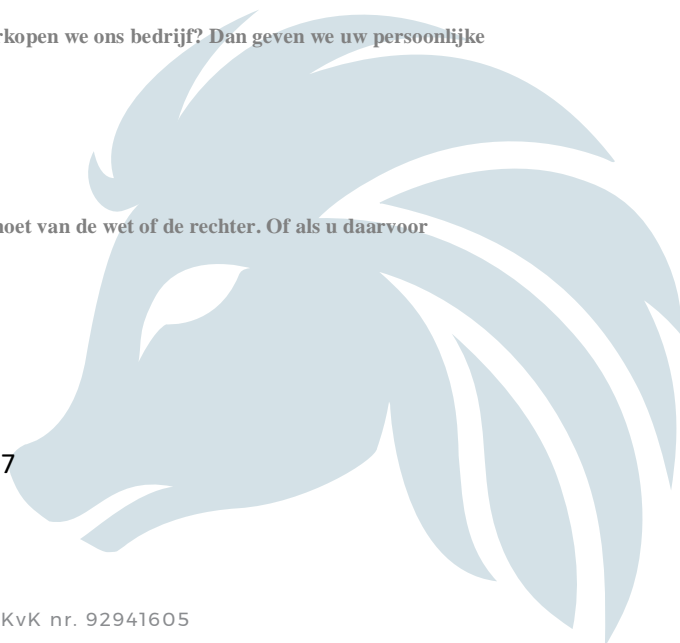 rkopen we ons bedrijf? Dan geven we uw persoonlijke
noet van de wet of de rechter. Of als u daarvoor
7
KvK nr. 92941605